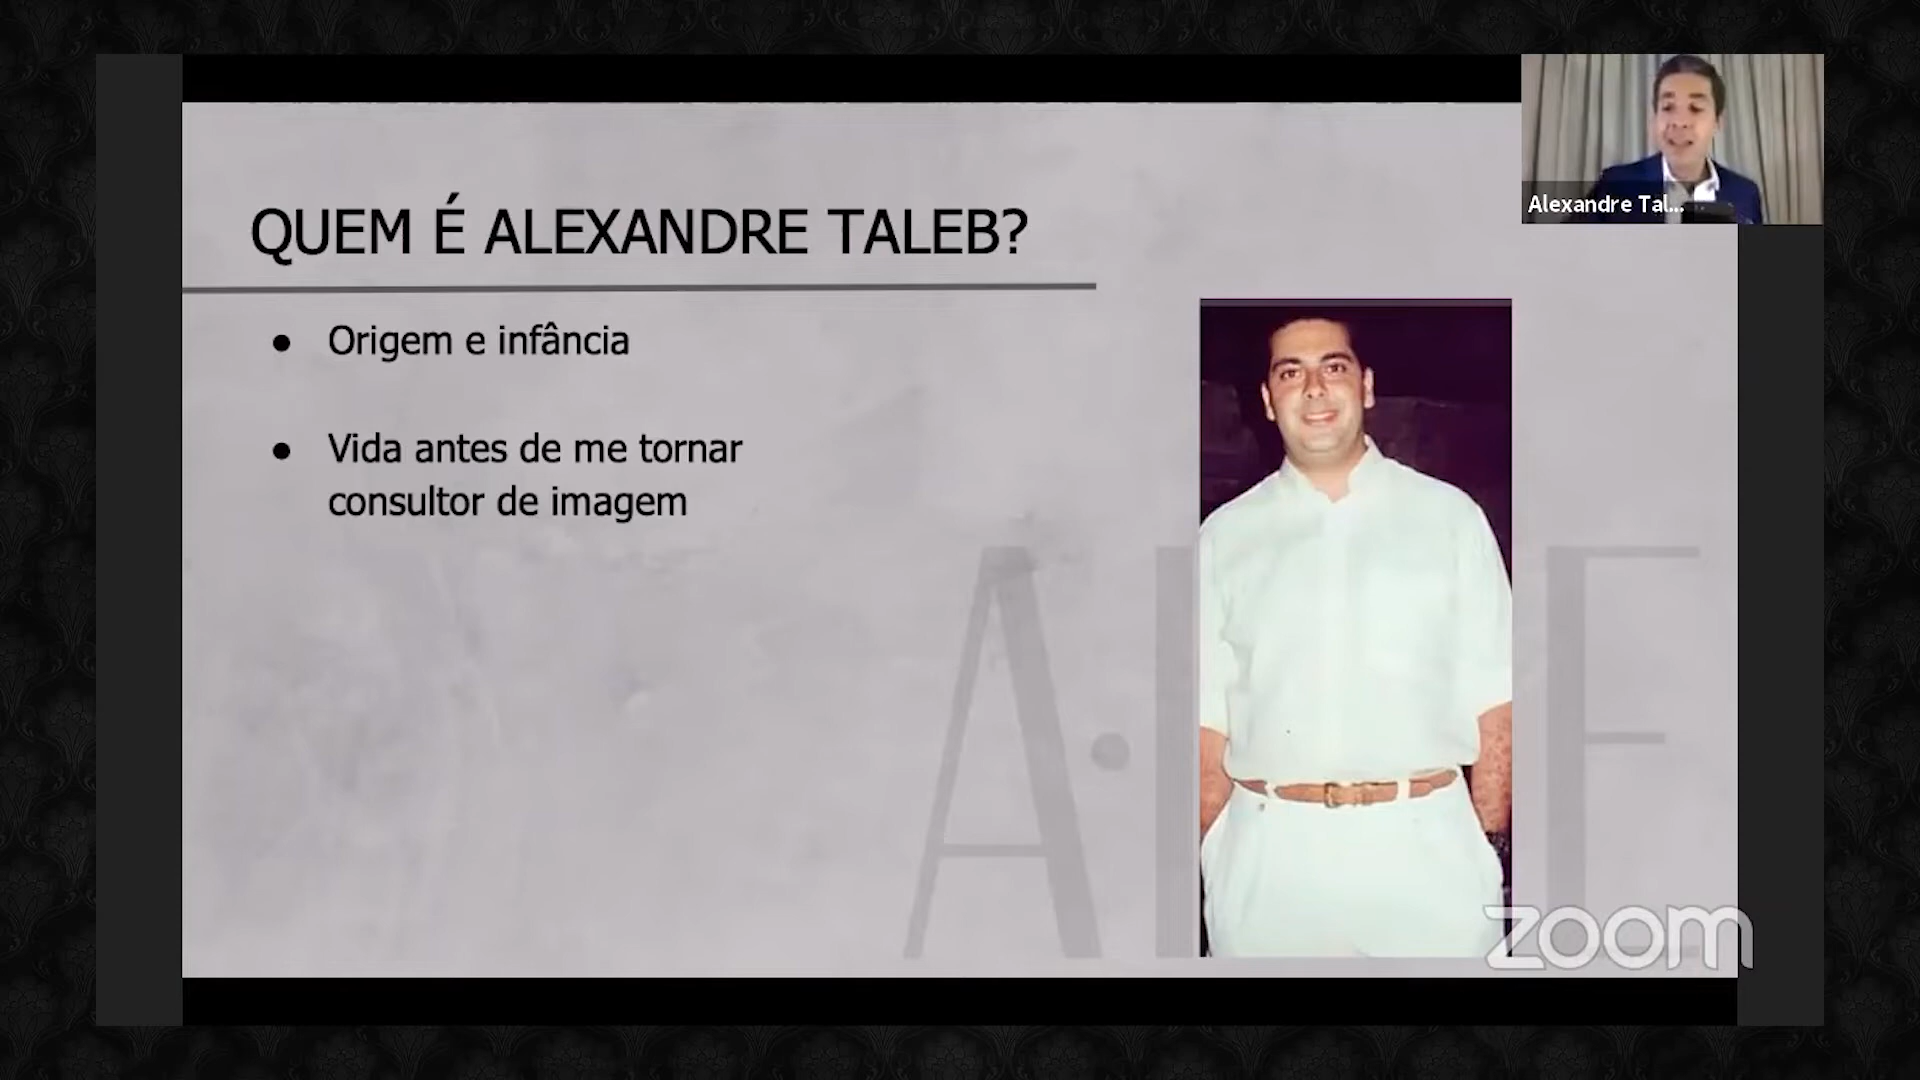 Alexandre Tal...
QUEM É ALEXANDRE TALEB?
● Origem e infância
● Vida antes de me tornar
consultor de imagem
zoom